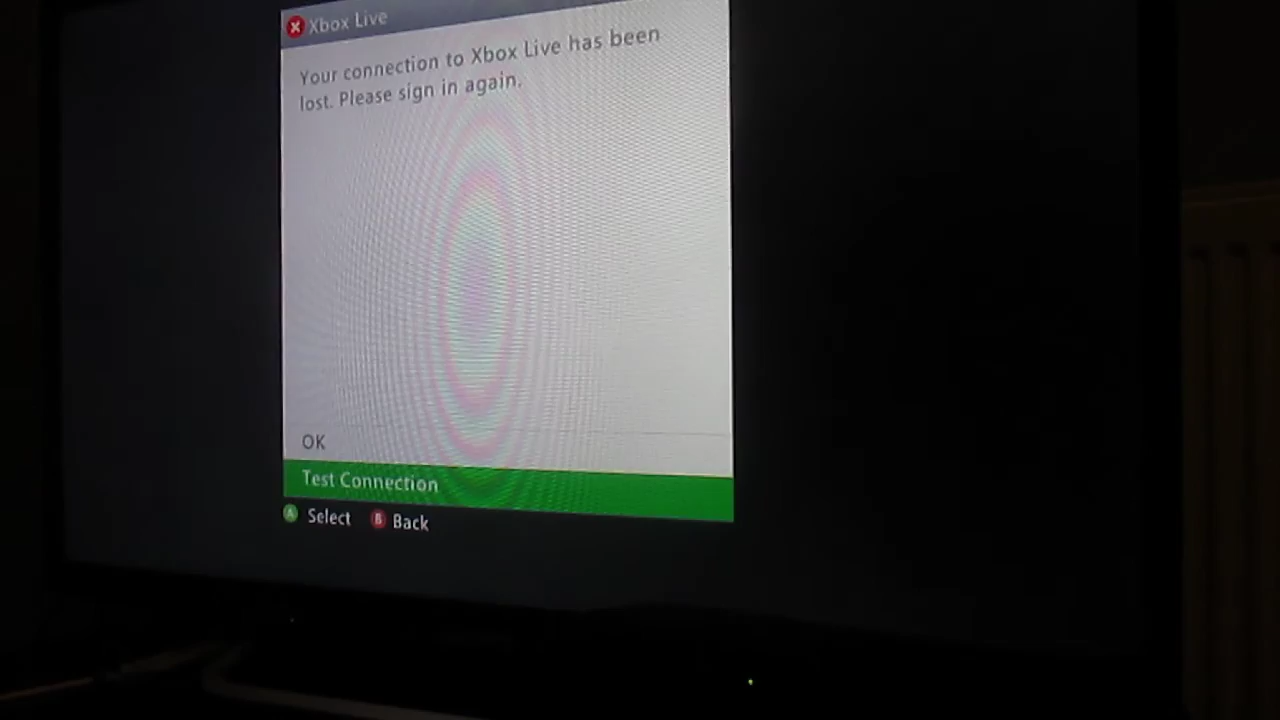 Xbox Live
Your connection to Xbox Live has been
lost. Please sign in again.
OK
Test Connection
A Select B Back